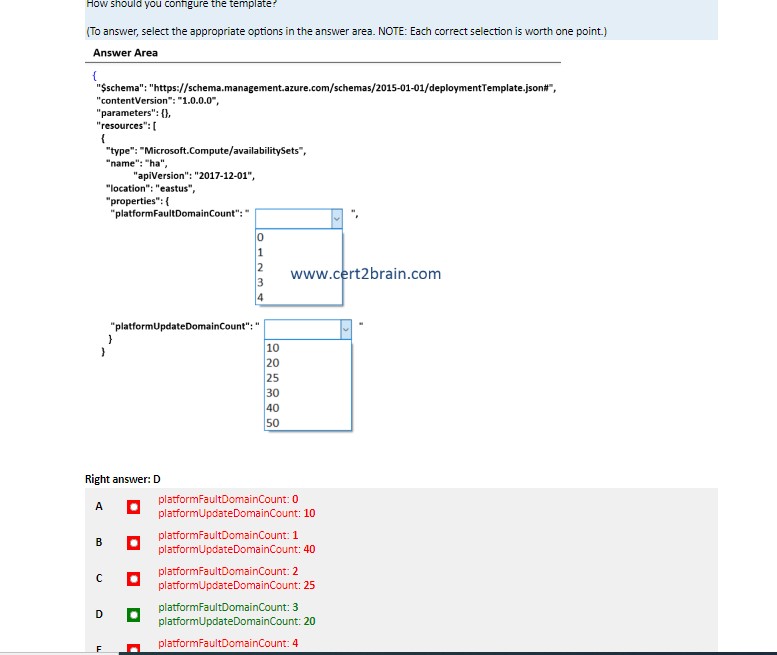 How should you configure the template?
(To answer, select the appropriate options in the answer area. NOTE: Each correct selection is worth one point.)
Answer Area
{
"$schema": "https://schema.management.azure.com/schemas/2015-01-01/deploymentTemplate.json#",
"contentVersion": "1.0.0.0",
"parameters": {},
"resources": [
{
"type": "Microsoft.Compute/availabilitySets",
"name": "ha",
"apiVersion": "2017-12-01",
"location": "eastus",
"properties": {
"platformFaultDomainCount": " ",
0
1
2
3
4
www.cert2brain.com
"platformUpdateDomainCount": " "
10
20
25
30
40
50
}
}
Right answer: D
A platformFaultDomainCount: 0
platformUpdateDomainCount: 10
B platformFaultDomainCount: 1
platformUpdateDomainCount: 40
C platformFaultDomainCount: 2
platformUpdateDomainCount: 25
D platformFaultDomainCount: 3
platformUpdateDomainCount: 20
E platformFaultDomainCount: 4